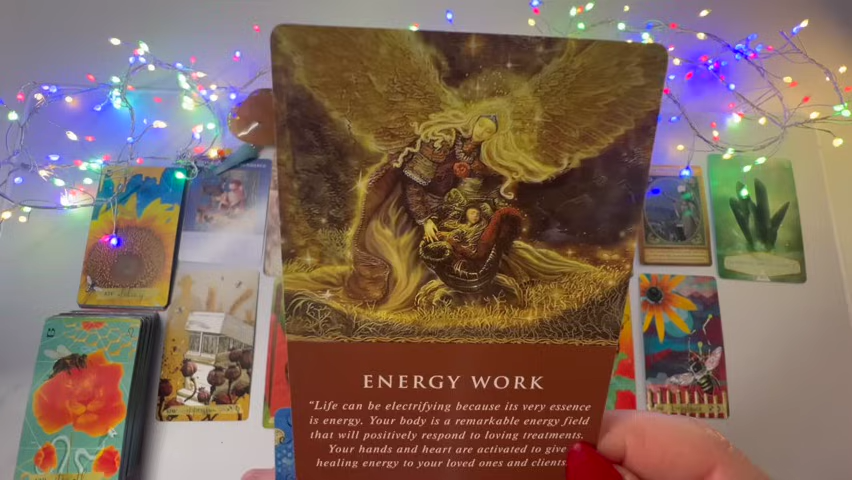 ENERGY WORK
"Life can be electrifying because its very essence
is energy. Your body is a remarkable energy field
that will positively respond to loving treatments.
Your hands and heart are activated to give
healing energy to your loved ones and clients.